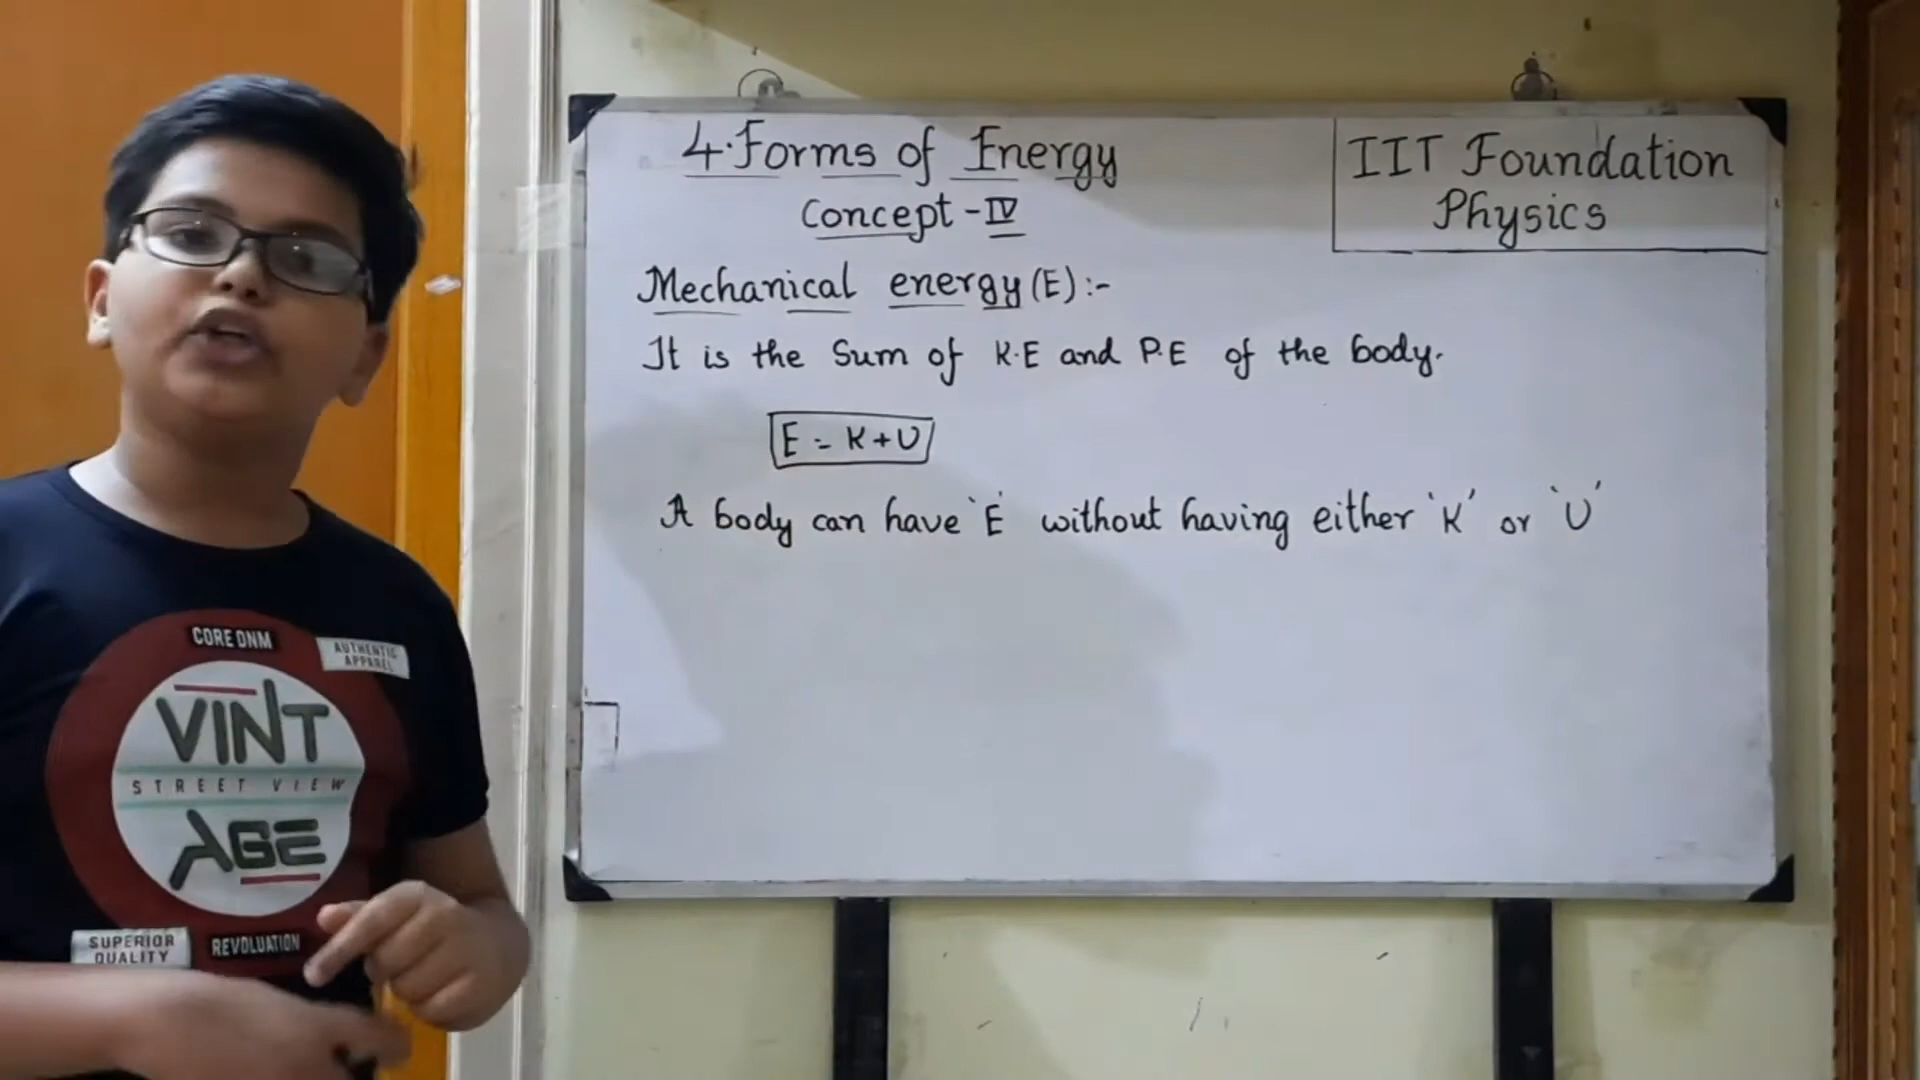 4. Forms of Energy
Concept - IV
IIT Foundation
Physics
Mechanical energy (E) :-
It is the Sum of K.E and P.E of the body.
E = K + U
A body can have 'E' without having either 'K' or 'U'
CORE DNM
AUTHENTIC
APPAREL
VINT
STREET VIEW
AGE
SUPERIOR
QUALITY
REVOLUATION